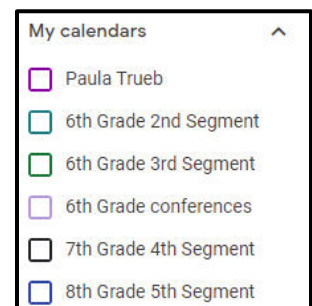 My calendars
Paula Trueb
6th Grade 2nd Segment
6th Grade 3rd Segment
6th Grade conferences
7th Grade 4th Segment
8th Grade 5th Segment